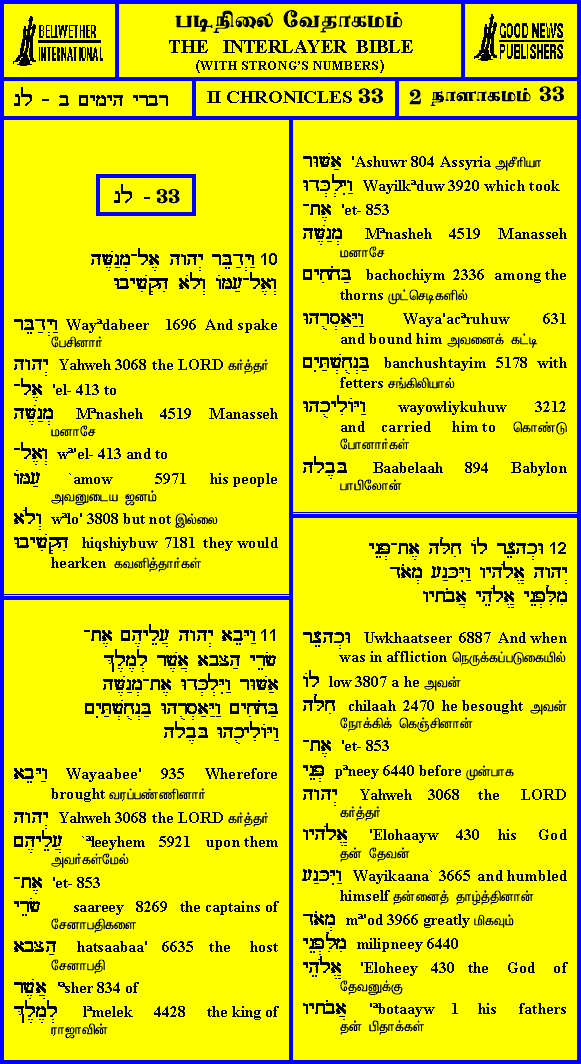 BELLWETHER
INTERNATIONAL
படிநிலை வேதாகமம்
THE INTERLAYER BIBLE
(WITH STRONG'S NUMBERS)
GOOD NEWS
PUBLISHERS
דברי הימים ב - לג
II CHRONICLES 33
2 நாளாகமம் 33
לג - 33
10 וַיְדַבֵּר יְהוָה אֶל־מְנַשֶּׁה
וְאֶל־עַמּוֹ וְלֹא הִקְשִׁיבוּ
וַיְדַבֵּר Wayᵃdabeer 1696 And spake
பேசினார்
יְהוָה Yahweh 3068 the LORD கர்த்தர்
אֶל־ 'el- 413 to
מְנַשֶּׁה Mᵃnasheh 4519 Manasseh
மனாசே
וְאֶל־ wᵃ'el- 413 and to
עַמּוֹ `amow 5971 his people
அவனுடைய ஜனம்
וְלֹא wᵃlo' 3808 but not இல்லை
הִקְשִׁיבוּ hiqshiybuw 7181 they would
hearken கவனித்தார்கள்
11 וַיָּבֵא יְהוָה עֲלֵיהֶם אֶת־
שָׂרֵי הַצָּבָא אֲשֶׁר לְמֶלֶךְ
אַשּׁוּר וַיִּלְכְּדוּ אֶת־מְנַשֶּׁה
בַּחֹחִים וַיַּאַסְרֻהוּ בַּנְחֻשְׁתַּיִם
וַיּוֹלִיכֻהוּ בָּבֶלָה
וַיָּבֵא Wayaabee' 935 Wherefore
brought வரப்பண்ணினார்
יְהוָה Yahweh 3068 the LORD கர்த்தர்
עֲלֵיהֶם `ᵃleeyhem 5921 upon them
அவர்கள்மேல்
אֶת־ 'et- 853
שָׂרֵי saareey 8269 the captains of
சேனாபதிகளை
הַצָּבָא hatsaabaa' 6635 the host
சேனாபதி
אֲשֶׁר ᵃsher 834 of
לְמֶלֶךְ lᵃmelek 4428 the king of
ராஜாவின்
אַשּׁוּר 'Ashuwr 804 Assyria அசீரியா
וַיִּלְכְּדוּ Wayilkᵃduw 3920 which took
אֶת־ 'et- 853
מְנַשֶּׁה Mᵃnasheh 4519 Manasseh
மனாசே
בַּחֹחִים bachochiym 2336 among the
thorns முட்செடிகளில்
וַיַּאַסְרֻהוּ Waya'acᵃruhuw 631
and bound him அவனைக் கட்டி
בַּנְחֻשְׁתַּיִם banchushtayim 5178 with
fetters சங்கிலியால்
וַיּוֹלִיכֻהוּ wayowliykuhuw 3212
and carried him to கொண்டு
போனார்கள்
בָּבֶלָה Baabelaah 894 Babylon
பாபிலோன்
12 וּכְהָצֵר לוֹ חִלָּה אֶת־פְּנֵי
יְהוָה אֱלֹהָיו וַיִּכָּנַע מְאֹד
מִלִּפְנֵי אֱלֹהֵי אֲבֹתָיו
וּכְהָצֵר Uwkhaatseer 6887 And when
was in affliction நெருக்கப்படுகையில்
לוֹ low 3807 a he அவன்
חִלָּה chilaah 2470 he besought அவன்
நோக்கிக் கெஞ்சினான்
אֶת־ 'et- 853
פְּנֵי pᵃneey 6440 before முன்பாக
יְהוָה Yahweh 3068 the LORD
கர்த்தர்
אֱלֹהָיו 'Elohaayw 430 his God
தன் தேவன்
וַיִּכָּנַע Wayikaana` 3665 and humbled
himself தன்னைத் தாழ்த்தினான்
מְאֹד mᵃ'od 3966 greatly மிகவும்
מִלִּפְנֵי milipneey 6440
אֱלֹהֵי 'Eloheey 430 the God of
தேவனுக்கு
אֲבֹתָיו 'ᵃbotaayw 1 his fathers
தன் பிதாக்கள்